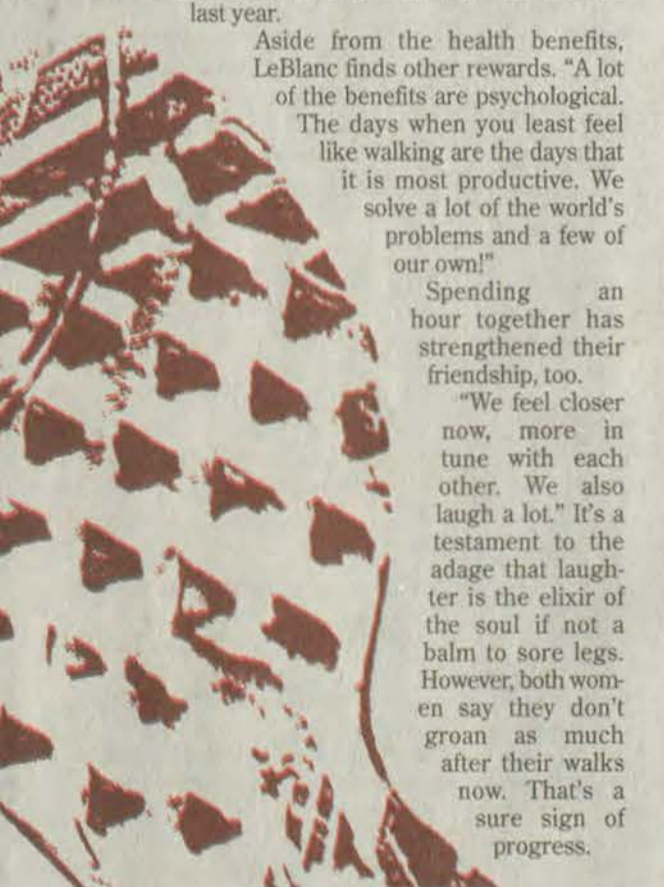 last year.
Aside from the health benefits,
LeBlanc finds other rewards. “A lot
of the benefits are psychological.
The days when you least feel
like walking are the days that
it is most productive. We
solve a lot of the world's
problems and a few of
our own!”
Spending an
hour together has
strengthened their
friendship, too.
“We feel closer
now, more in
tune with each
other. We also
laugh a lot.” It's a
testament to the
adage that laugh-
ter is the elixir of
the soul if not a
balm to sore legs.
However, both wom-
en say they don't
groan as much
after their walks
now. That's a
sure sign of
progress.